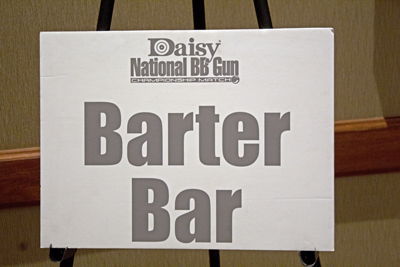 Daisy
National BB Gun
CHAMPIONSHIP MATCH
Barter
Bar